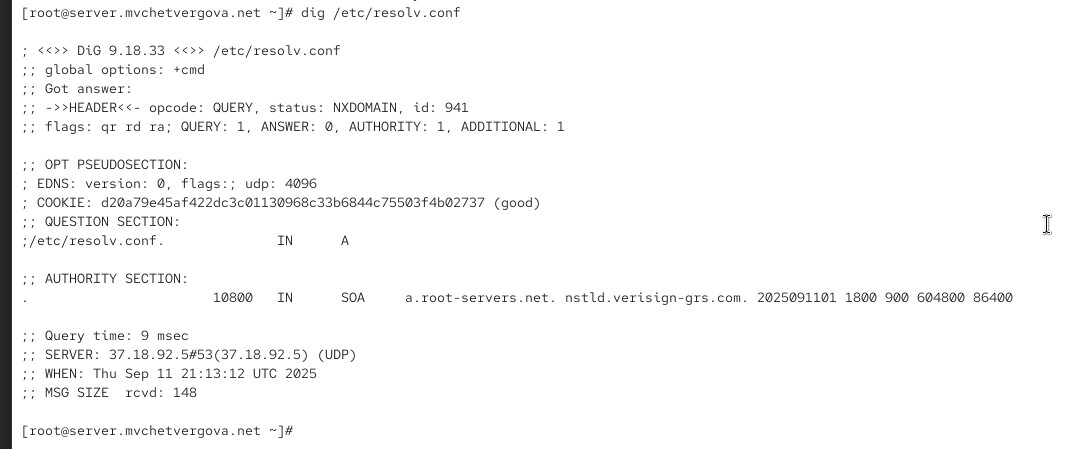 [root@server.mvchetvergova.net ~]# dig /etc/resolv.conf
; <<>> DiG 9.18.33 <<>> /etc/resolv.conf
;; global options: +cmd
;; Got answer:
;; ->>HEADER<<- opcode: QUERY, status: NXDOMAIN, id: 941
;; flags: qr rd ra; QUERY: 1, ANSWER: 0, AUTHORITY: 1, ADDITIONAL: 1
;; OPT PSEUDOSECTION:
; EDNS: version: 0, flags:; udp: 4096
; COOKIE: d20a79e45af422dc3c01130968c33b6844c75503f4b02737 (good)
;; QUESTION SECTION:
;/etc/resolv.conf. IN A
;; AUTHORITY SECTION:
. 10800 IN SOA a.root-servers.net. nstld.verisign-grs.com. 2025091101 1800 900 604800 86400
;; Query time: 9 msec
;; SERVER: 37.18.92.5#53(37.18.92.5) (UDP)
;; WHEN: Thu Sep 11 21:13:12 UTC 2025
;; MSG SIZE rcvd: 148
[root@server.mvchetvergova.net ~]#